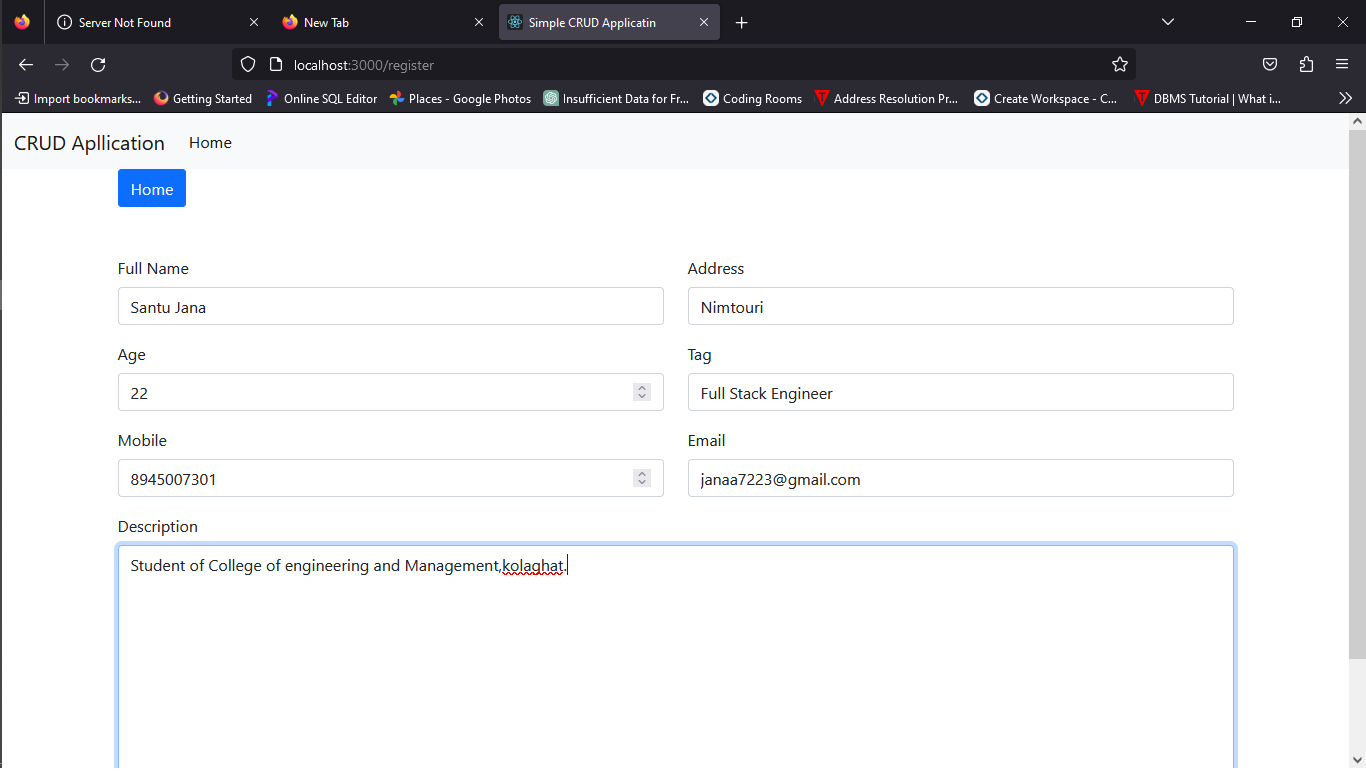 Server Not Found New Tab Simple CRUD Applicatin
localhost:3000/register
Import bookmarks... Getting Started Online SQL Editor Places - Google Photos Insufficient Data for Fr... Coding Rooms Address Resolution Pr... Create Workspace - C... DBMS Tutorial | What i...
CRUD Apllication Home
Home
Full Name Address
Santu Jana Nimtouri
Age Tag
22 Full Stack Engineer
Mobile Email
8945007301 janaa7223@gmail.com
Description
Student of College of engineering and Management,kolaghat.